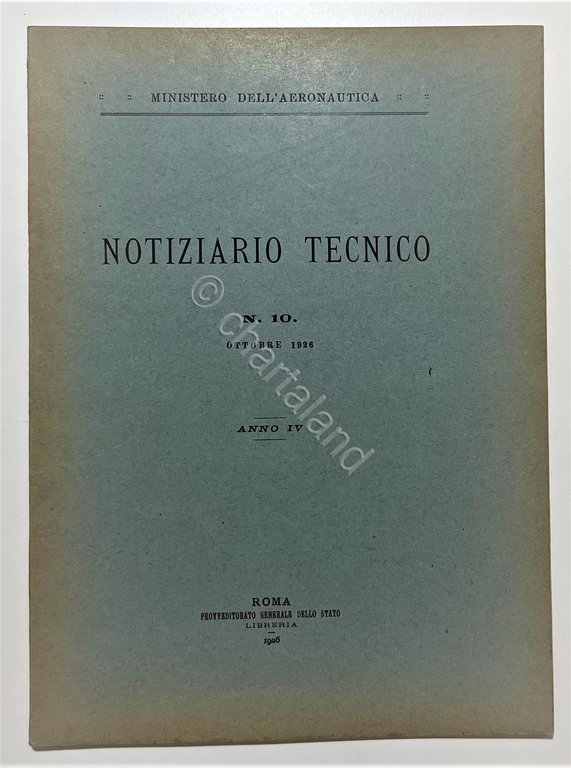 MINISTERO DELL'AERONAUTICA
NOTIZIARIO TECNICO
N. 10.
OTTOBRE 1926
ANNO IV
ROMA
PROVVEDITORATO GENERALE DELLO STATO
LIBRERIA
1926
© chartaland